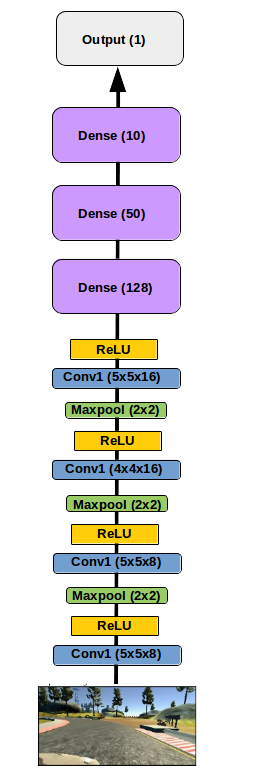 Output (1)
Dense (10)
Dense (50)
Dense (128)
ReLU
Conv1 (5x5x16)
Maxpool (2x2)
ReLU
Conv1 (4x4x16)
Maxpool (2x2)
ReLU
Conv1 (5x5x8)
Maxpool (2x2)
ReLU
Conv1 (5x5x8)